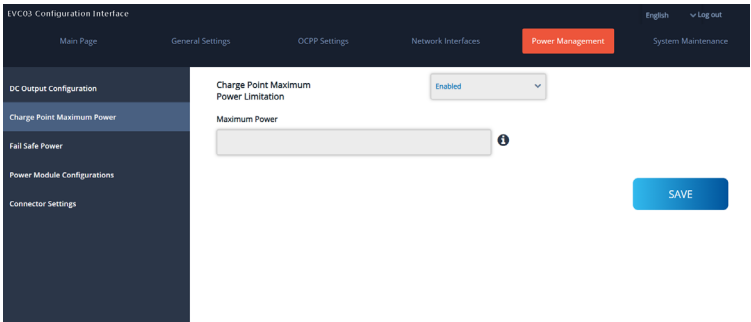 EVC03 Configuration Interface
English
Log out
Main Page
General Settings
OCPP Settings
Network Interfaces
Power Management
System Maintenance
DC Output Configuration
Charge Point Maximum Power
Fail Safe Power
Power Module Configurations
Connector Settings
Charge Point Maximum
Power Limitation
Enabled
Maximum Power
SAVE